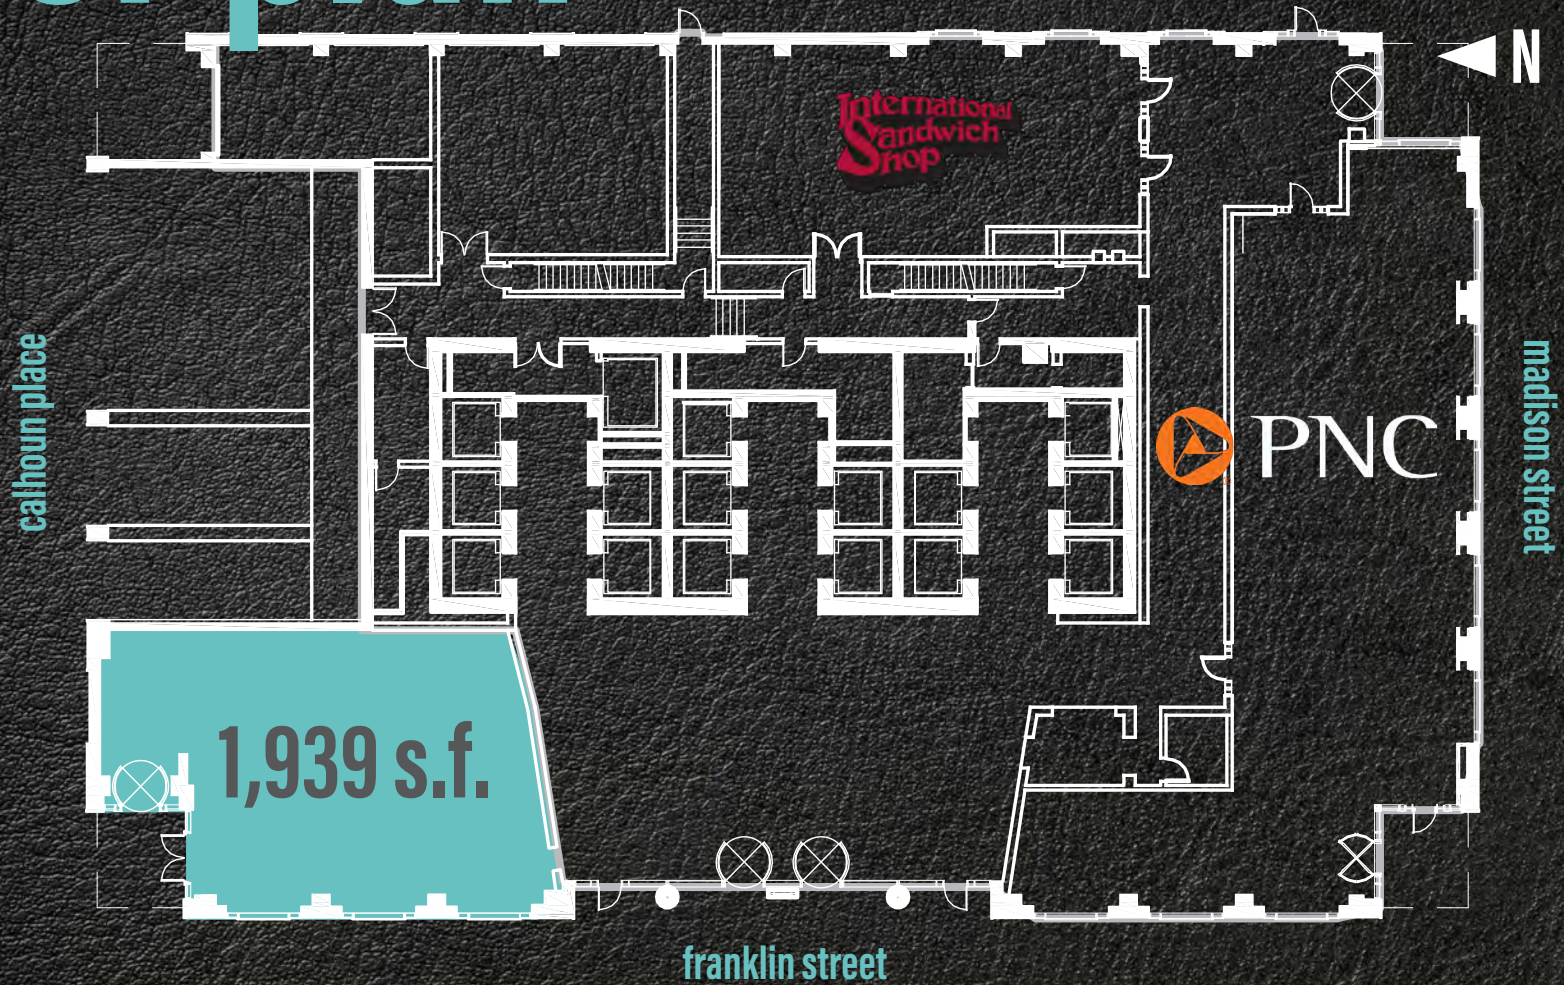 N
International
Sandwich
Shop
calhoun place
madison street
PNC
1,939 s.f.
franklin street